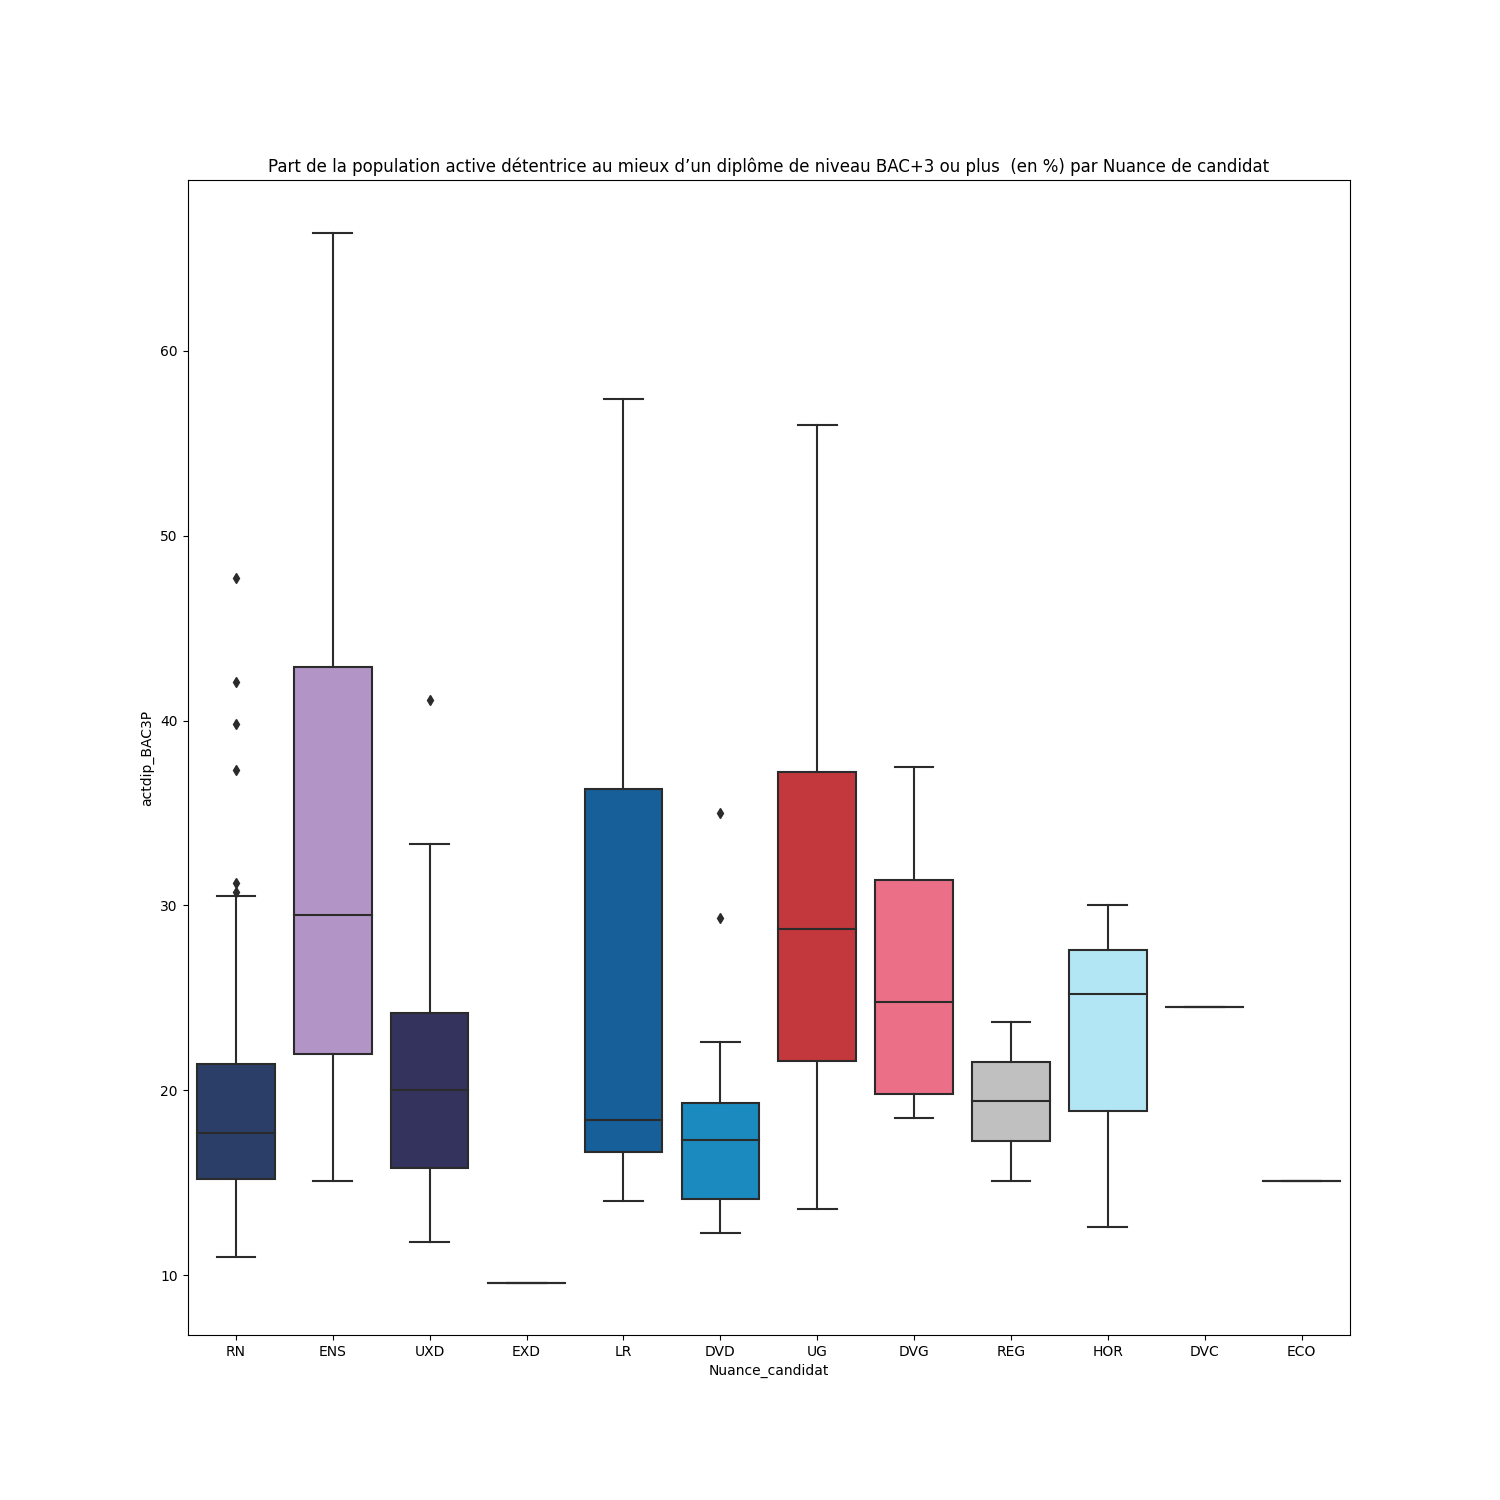 Part de la population active détentrice au mieux d’un diplôme de niveau BAC+3 ou plus  (en %) par Nuance de candidat
actdip_BAC3P
60
50
40
30
20
10
RN ENS UXD EXD LR DVD UG DVG REG HOR DVC ECO
Nuance_candidat